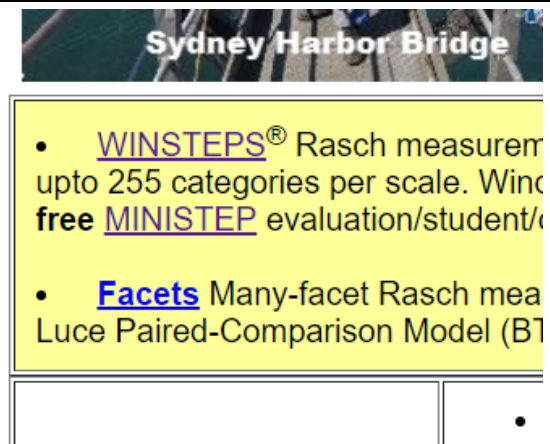 Sydney Harbor Bridge
• WINSTEPS® Rasch measurem
upto 255 categories per scale. Winc
free MINISTEP evaluation/student/c
• Facets Many-facet Rasch meas
Luce Paired-Comparison Model (BT
•